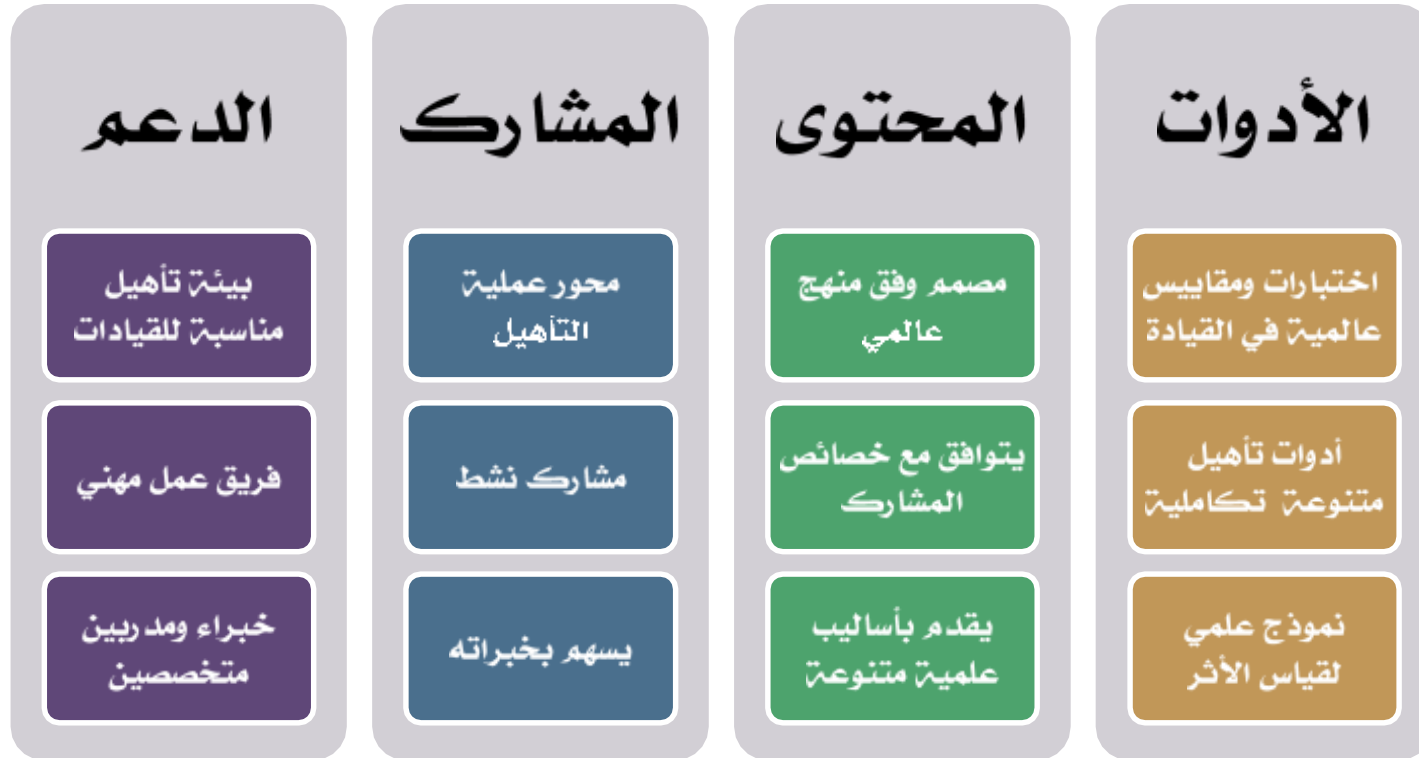 الأدوات
اختبارات ومقاييس
عالمية في القيادة
أدوات تأهيل
متنوعة تكاملية
نموذج علمي
لقياس الأثر
المحتوى
مصمم وفق منهج
عالمي
يتوافق مع خصائص
المشارك
يقدم بأساليب
علمية متنوعة
المشارك
محور عملية
التأهيل
مشارك نشط
يسهم بخبراته
الدعم
بيئة تأهيل
مناسبة للقيادات
فريق عمل مهني
خبراء ومدربين
متخصصين